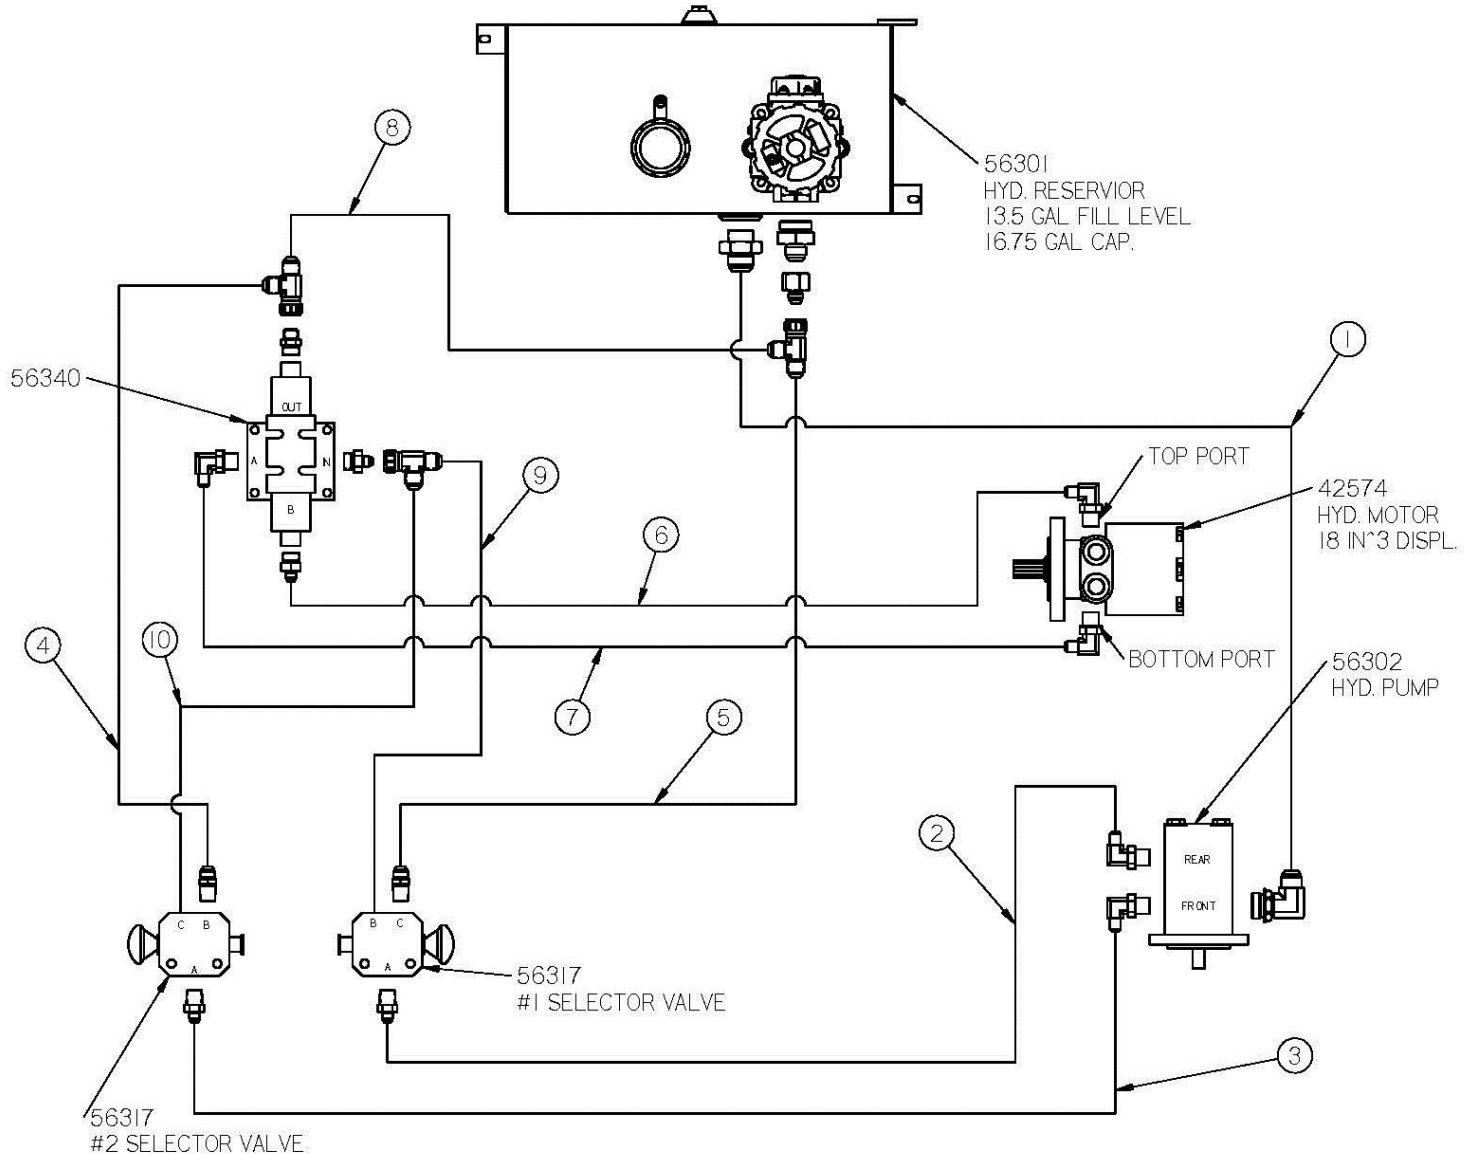 8
56301
HYD. RESERVIOR
13.5 GAL FILL LEVEL
16.75 GAL CAP.
1
56340
OUT
A
N
B
9
TOP PORT
42574
HYD. MOTOR
18 IN^3 DISPL.
6
4
10
7
5
BOTTOM PORT
56302
HYD. PUMP
2
REAR
FRONT
C B
A
B C
A
56317
#1 SELECTOR VALVE
3
56317
#2 SELECTOR VALVE